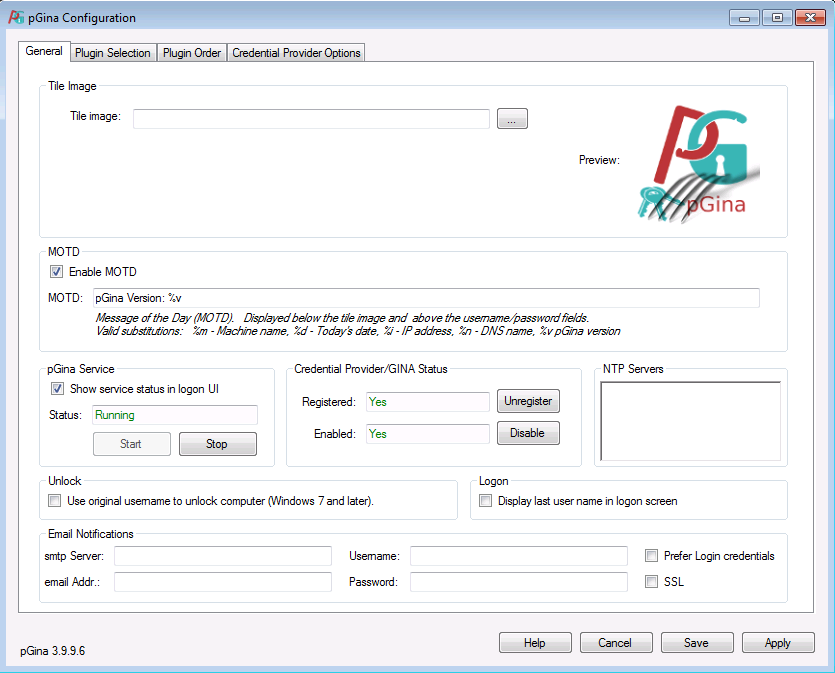 pGina Configuration
General
Plugin Selection
Plugin Order
Credential Provider Options
Tile Image
Tile image:
...
Preview:
pGina
MOTD
Enable MOTD
MOTD: pGina Version: %v
Message of the Day (MOTD). Displayed below the tile image and above the username/password fields.
Valid substitutions: %m - Machine name, %d - Today's date, %i - IP address, %n - DNS name, %v pGina version
pGina Service
Show service status in logon UI
Status: Running
Start
Stop
Credential Provider/GINA Status
Registered: Yes
Unregister
Enabled: Yes
Disable
NTP Servers
Unlock
Use original username to unlock computer (Windows 7 and later).
Logon
Display last user name in logon screen
Email Notifications
smtp Server:
Username:
Prefer Login credentials
email Addr.:
Password:
SSL
pGina 3.9.9.6
Help
Cancel
Save
Apply